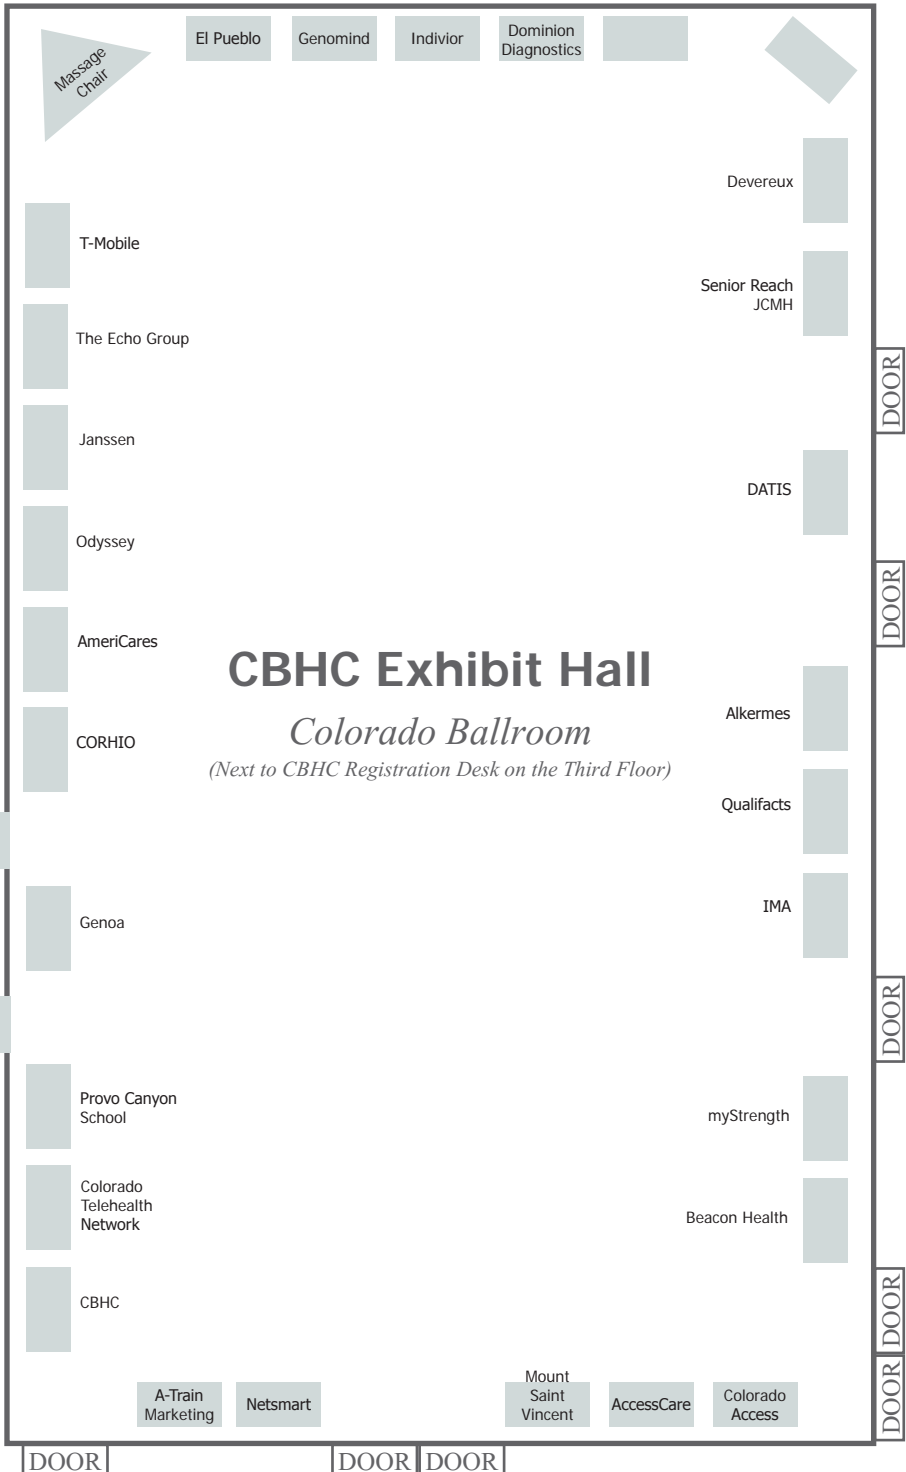 El Pueblo
Genomind
Indivior
Dominion
Diagnostics
Massage
Chair
Devereux
T-Mobile
Senior Reach
JCMH
The Echo Group
DOOR
Janssen
DATIS
Odyssey
DOOR
AmeriCares
CBHC Exhibit Hall
Colorado Ballroom
(Next to CBHC Registration Desk on the Third Floor)
Alkermes
CORHIO
Qualifacts
IMA
Genoa
DOOR
Provo Canyon
School
myStrength
Colorado
Telehealth
Network
Beacon Health
CBHC
DOOR
DOOR
A-Train
Marketing
Netsmart
Mount
Saint
Vincent
AccessCare
Colorado
Access
DOOR
DOOR
DOOR